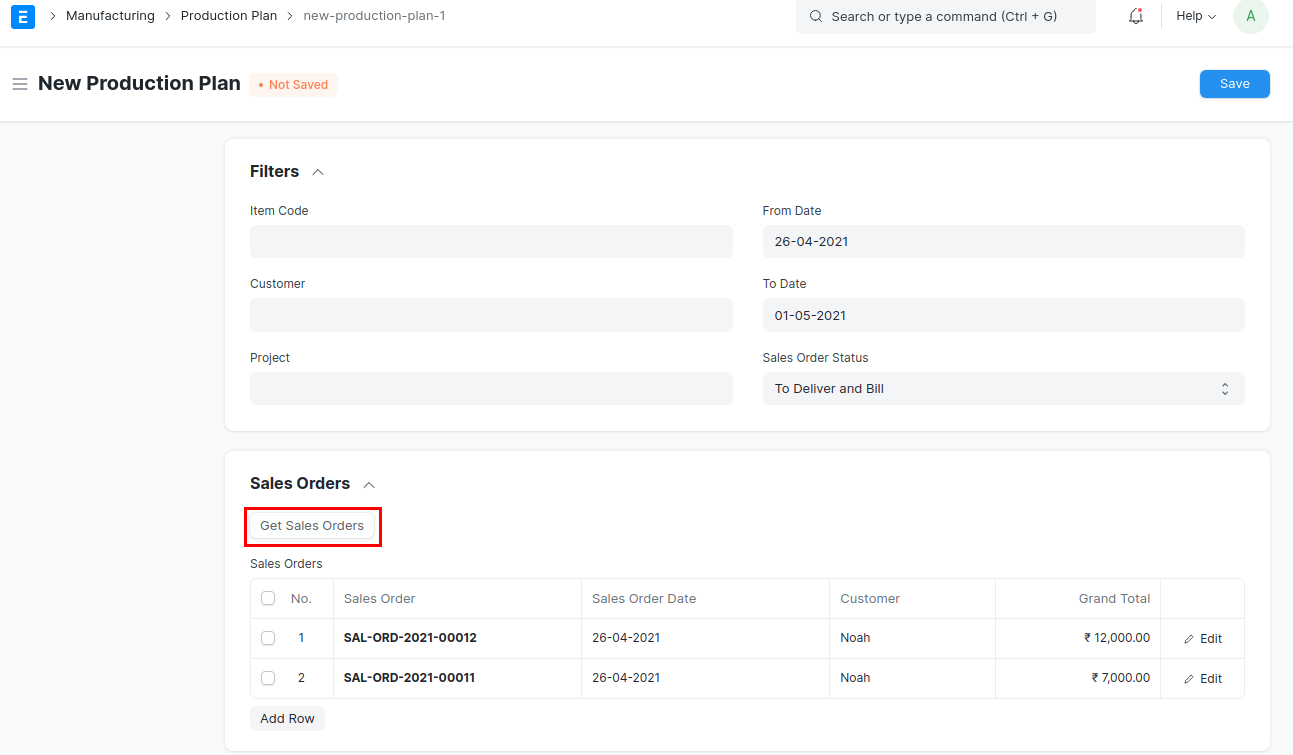 E Manufacturing Production Plan new-production-plan-1 Search or type a command (Ctrl + G) Help A
New Production Plan • Not Saved Save
Filters
Item Code From Date
26-04-2021
Customer To Date
01-05-2021
Project Sales Order Status
To Deliver and Bill
Sales Orders
Get Sales Orders
Sales Orders
No. Sales Order Sales Order Date Customer Grand Total
1 SAL-ORD-2021-00012 26-04-2021 Noah ₹ 12,000.00 Edit
2 SAL-ORD-2021-00011 26-04-2021 Noah ₹ 7,000.00 Edit
Add Row